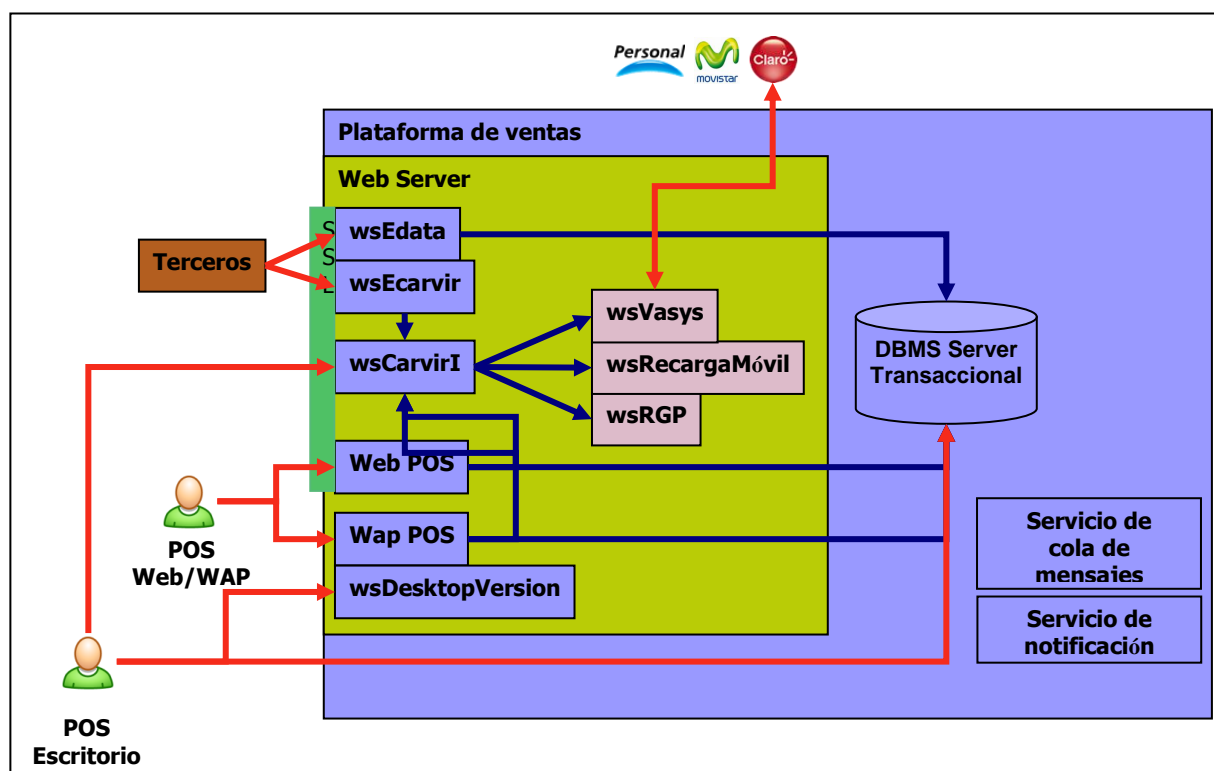 Personal
movistar
Claro
Plataforma de ventas
Web Server
S
S
L
wsEdata
Terceros
wsEcarvir
wsVasys
wsCarvirI
wsRecargaMóvil
DBMS Server
Transaccional
wsRGP
Web POS
POS
Web/WAP
Wap POS
wsDesktopVersion
Servicio de
cola de
mensajes
Servicio de
notificación
POS
Escritorio